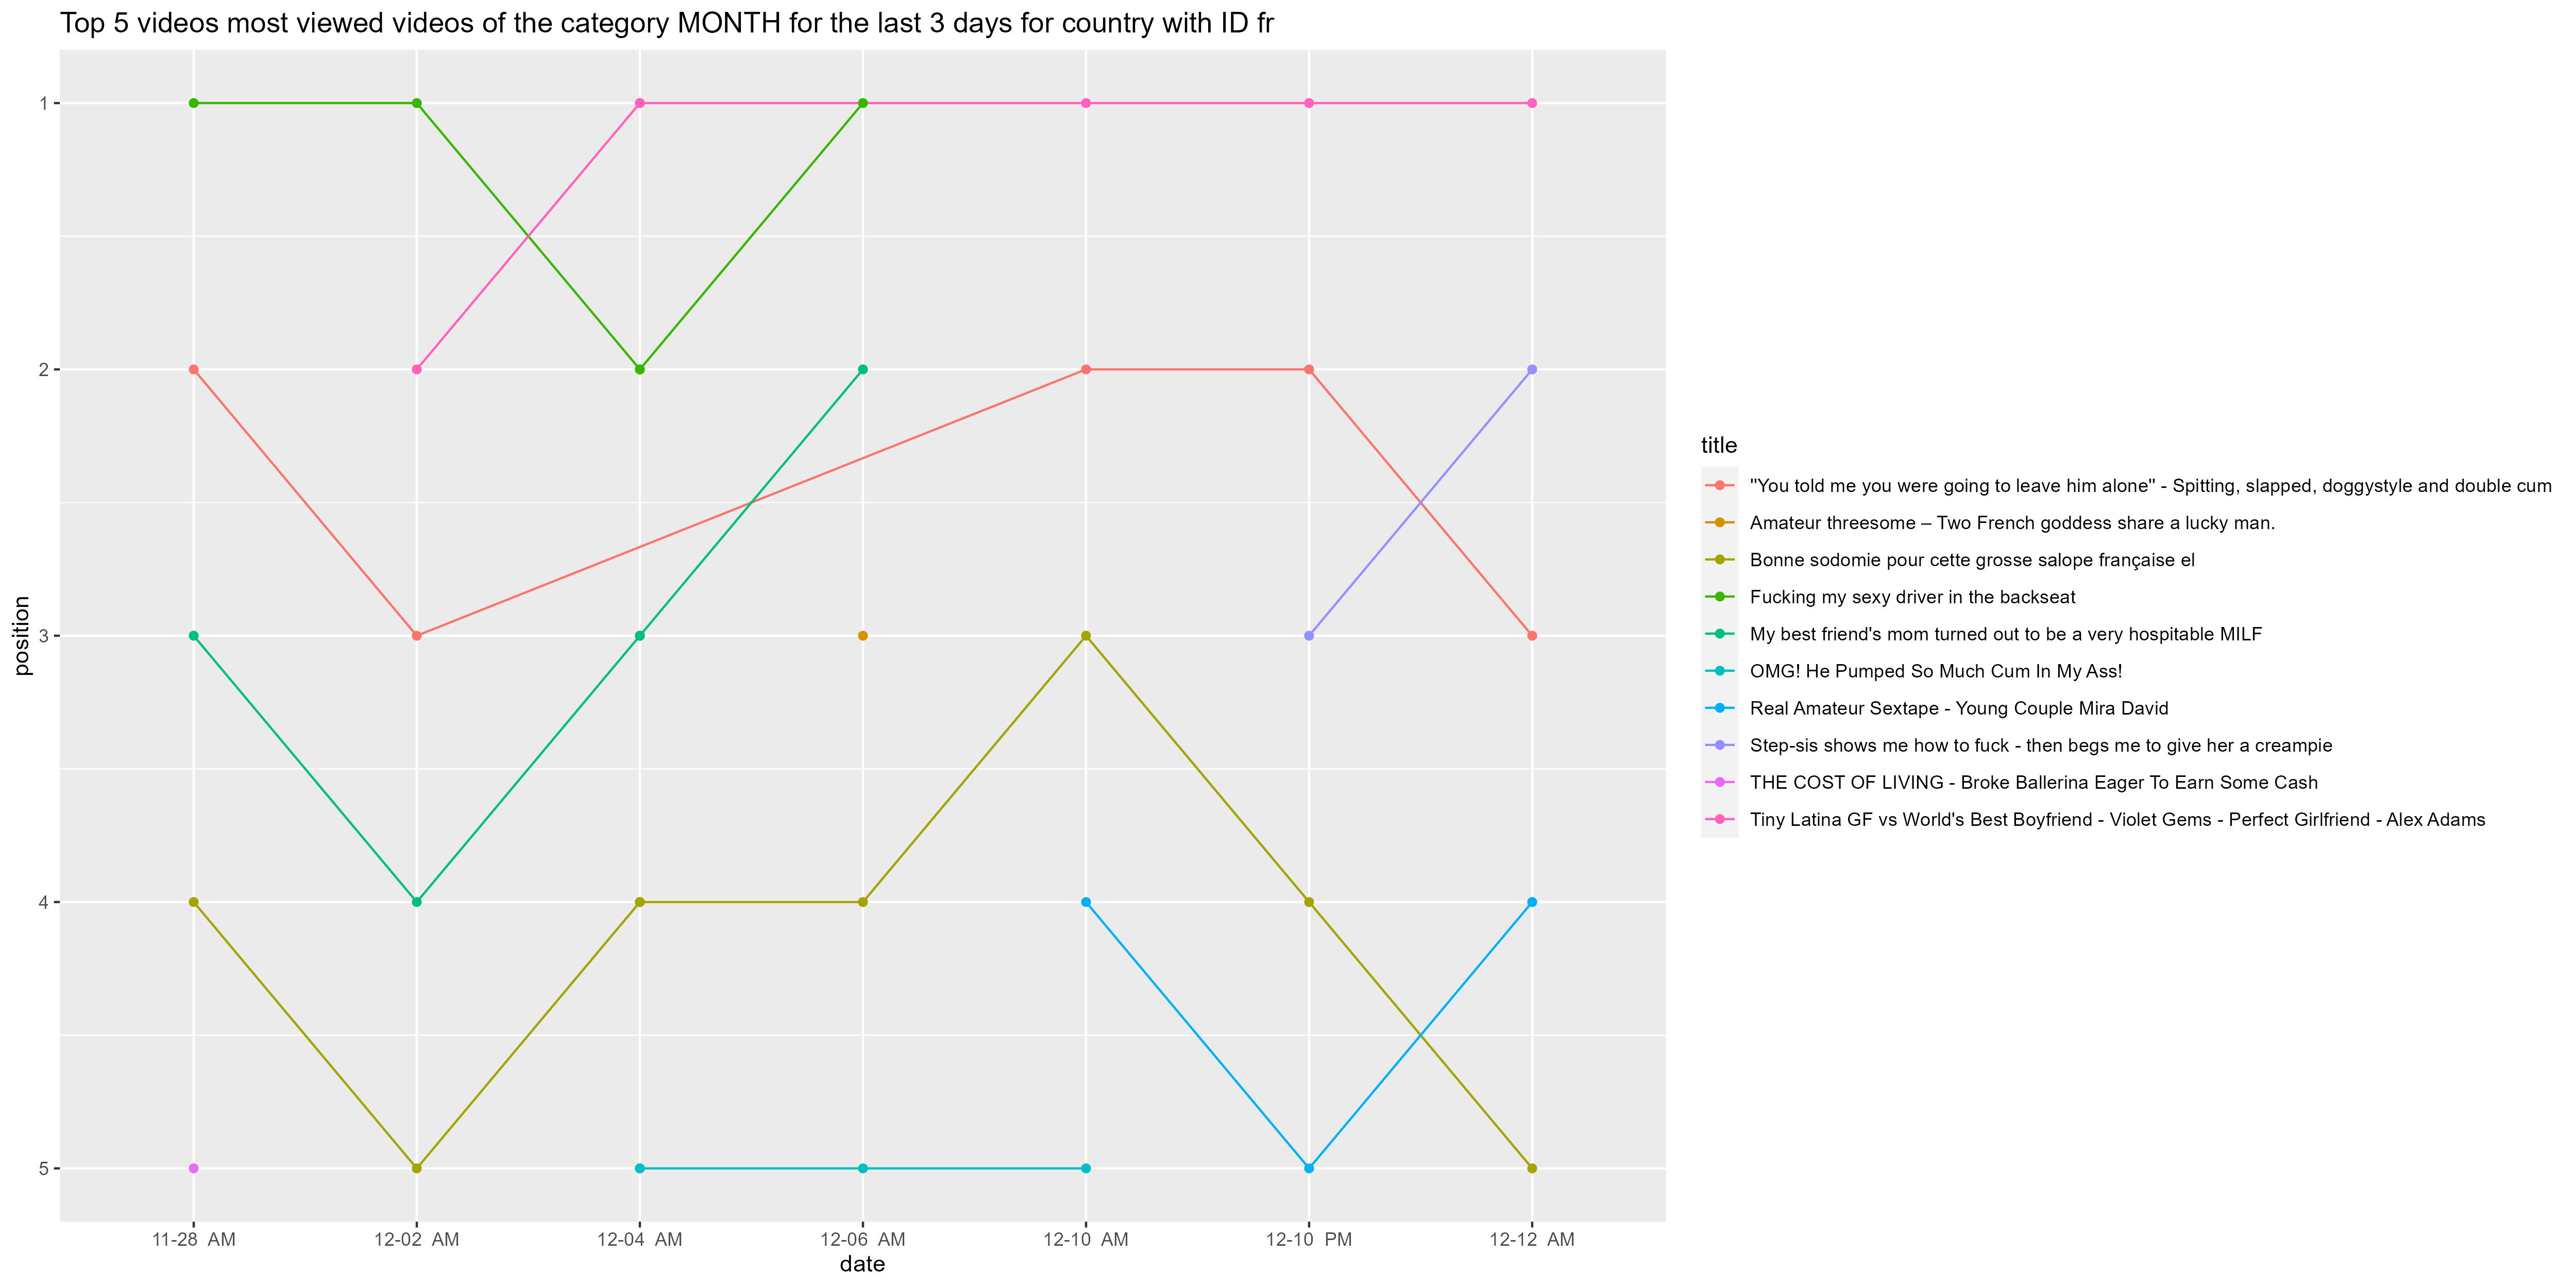 Top 5 videos most viewed videos of the category MONTH for the last 3 days for country with ID fr
position
1
2
3
4
5
11-28 AM
12-02 AM
12-04 AM
12-06 AM
12-10 AM
12-10 PM
12-12 AM
date
title
"You told me you were going to leave him alone" - Spitting, slapped, doggystyle and double cum
Amateur threesome – Two French goddess share a lucky man.
Bonne sodomie pour cette grosse salope française el
Fucking my sexy driver in the backseat
My best friend's mom turned out to be a very hospitable MILF
OMG! He Pumped So Much Cum In My Ass!
Real Amateur Sextape - Young Couple Mira David
Step-sis shows me how to fuck - then begs me to give her a creampie
THE COST OF LIVING - Broke Ballerina Eager To Earn Some Cash
Tiny Latina GF vs World's Best Boyfriend - Violet Gems - Perfect Girlfriend - Alex Adams